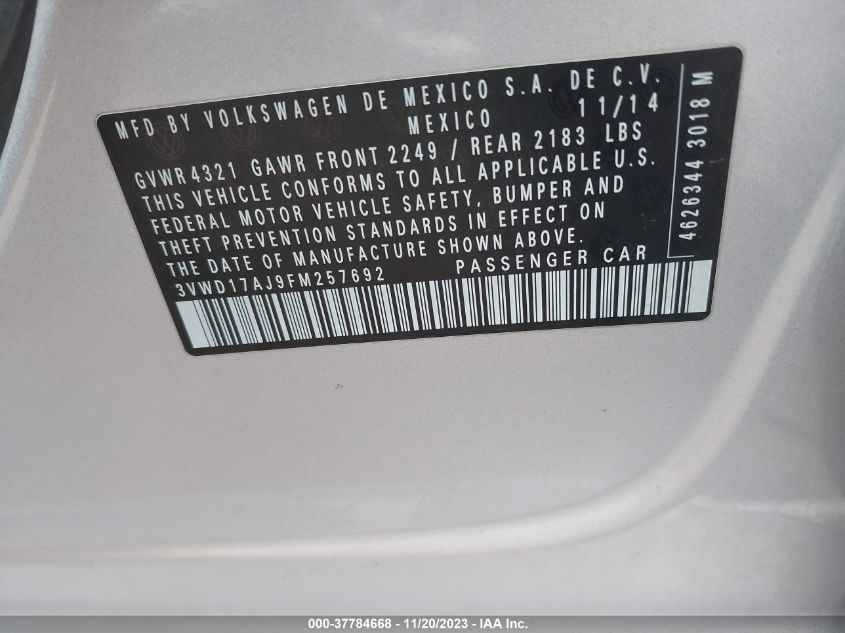 MFD BY VOLKSWAGEN DE MEXICO S.A. DE C.V.
MEXICO 11/14
GVWR 4321 GAWR FRONT 2249 / REAR 2183 LBS
THIS VEHICLE CONFORMS TO ALL APPLICABLE U.S.
FEDERAL MOTOR VEHICLE SAFETY, BUMPER AND
THEFT PREVENTION STANDARDS IN EFFECT ON
THE DATE OF MANUFACTURE SHOWN ABOVE.
3VWD17AJ9FM257692 PASSENGER CAR
4626344 3018 M
000-37784668 - 11/20/2023 - IAA Inc.